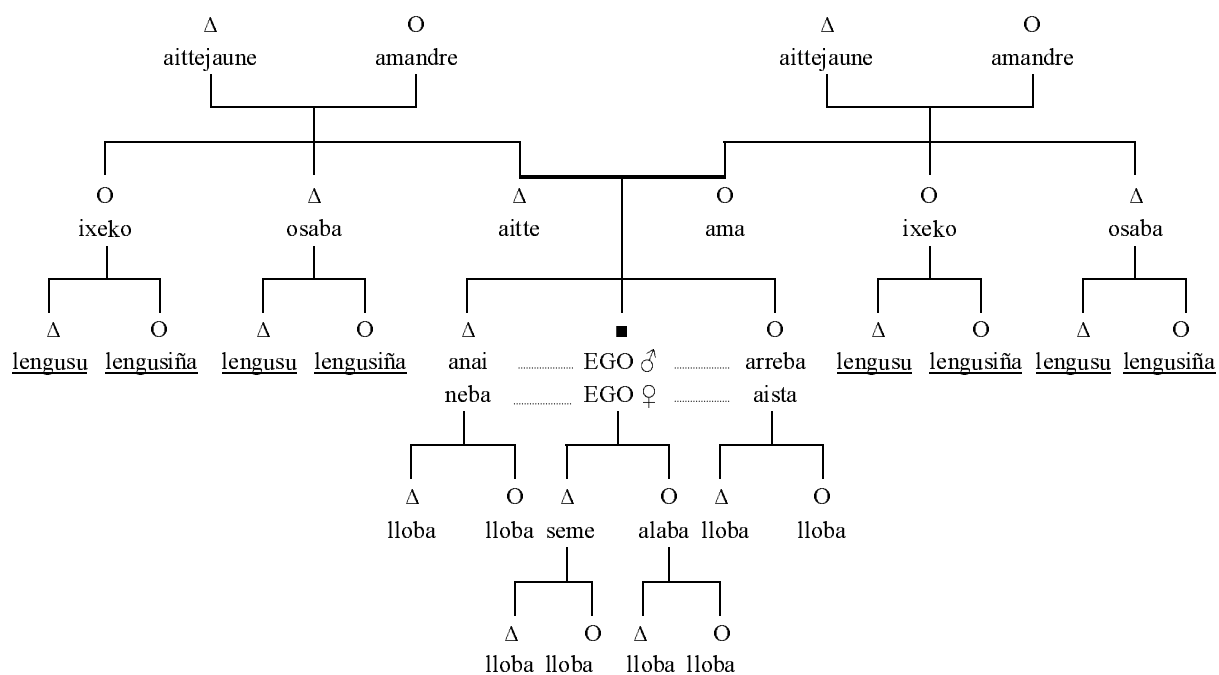 Δ O Δ O
aittejaune amandre aittejaune amandre
O Δ Δ O O Δ
ixeko osaba aitte ama ixeko osaba
Δ O Δ O Δ ■ O Δ O Δ O
lengusu lengusiña lengusu lengusiña anai EGO ♂ arreba lengusu lengusiña lengusu lengusiña
neba EGO ♀ aista
Δ O Δ O Δ O
lloba lloba seme alaba lloba lloba
Δ O Δ O
lloba lloba lloba lloba